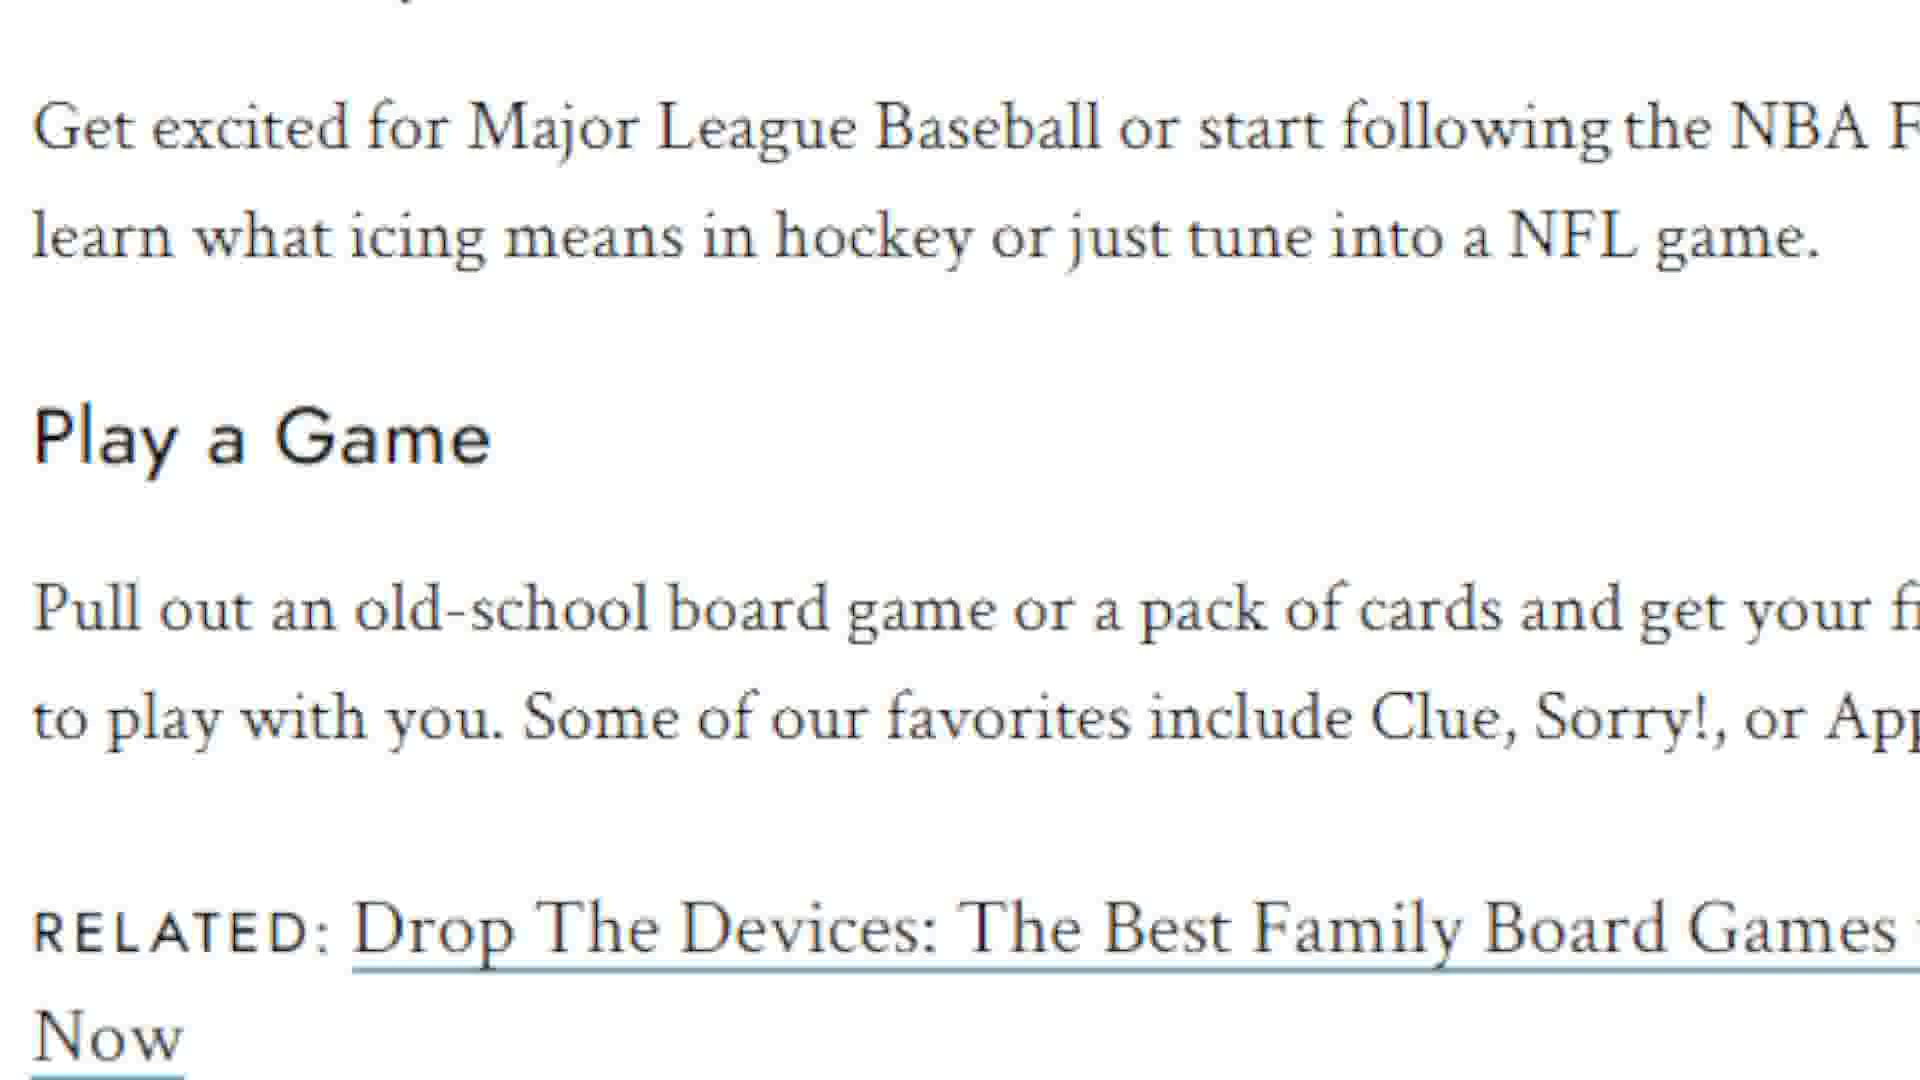 Get excited for Major League Baseball or start following the NBA
learn what icing means in hockey or just tune into a NFL game.
Play a Game
Pull out an old-school board game or a pack of cards and get your
to play with you. Some of our favorites include Clue, Sorry!, or
RELATED: Drop The Devices: The Best Family Board Games
Now